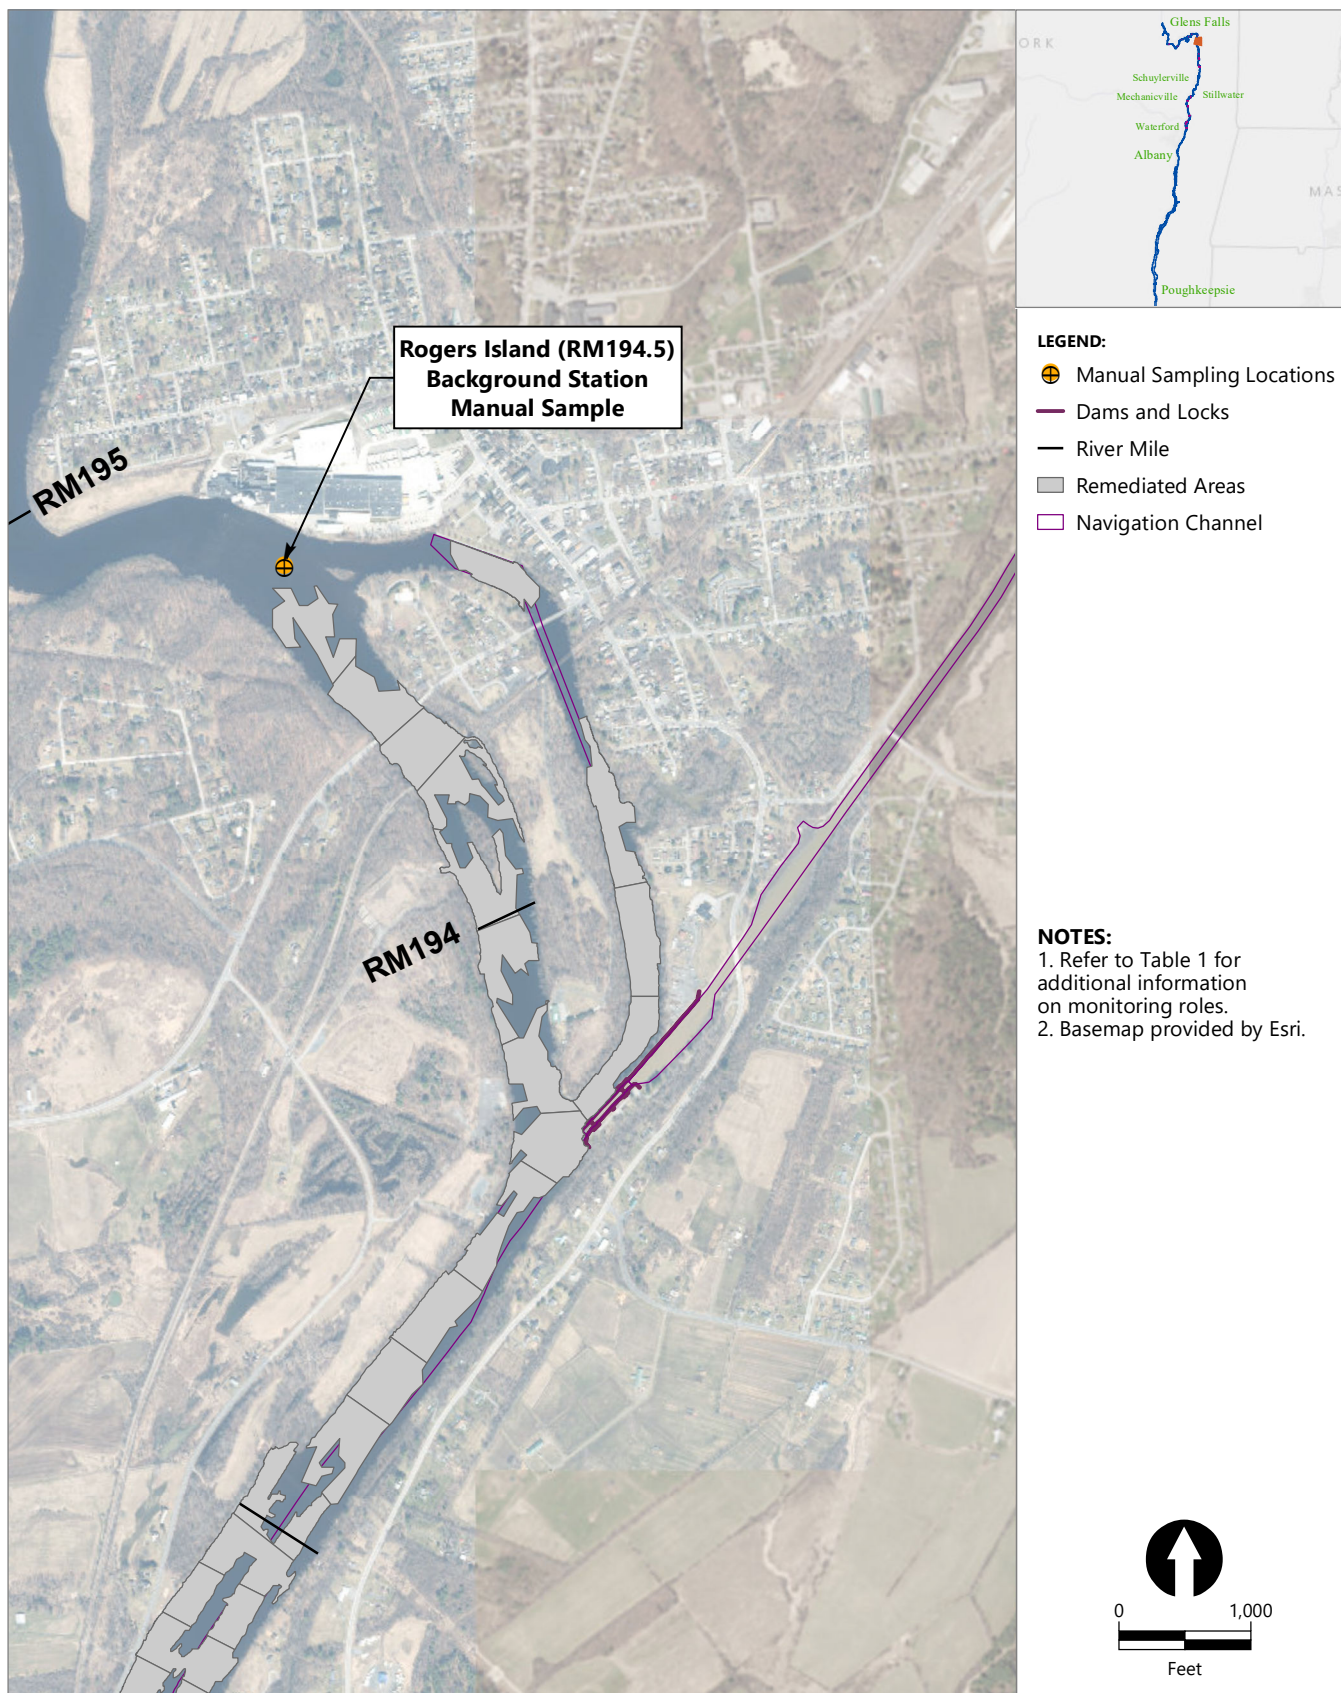 Glens Falls
ORK
Schuylerville
Mechanicville
Stillwater
Waterford
Albany
MAS
Poughkeepsie
Rogers Island (RM194.5)
Background Station
Manual Sample
RM195
RM194
LEGEND:
Manual Sampling Locations
Dams and Locks
River Mile
Remediated Areas
Navigation Channel
NOTES:
1. Refer to Table 1 for
additional information
on monitoring roles.
2. Basemap provided by Esri.
0 1,000
Feet